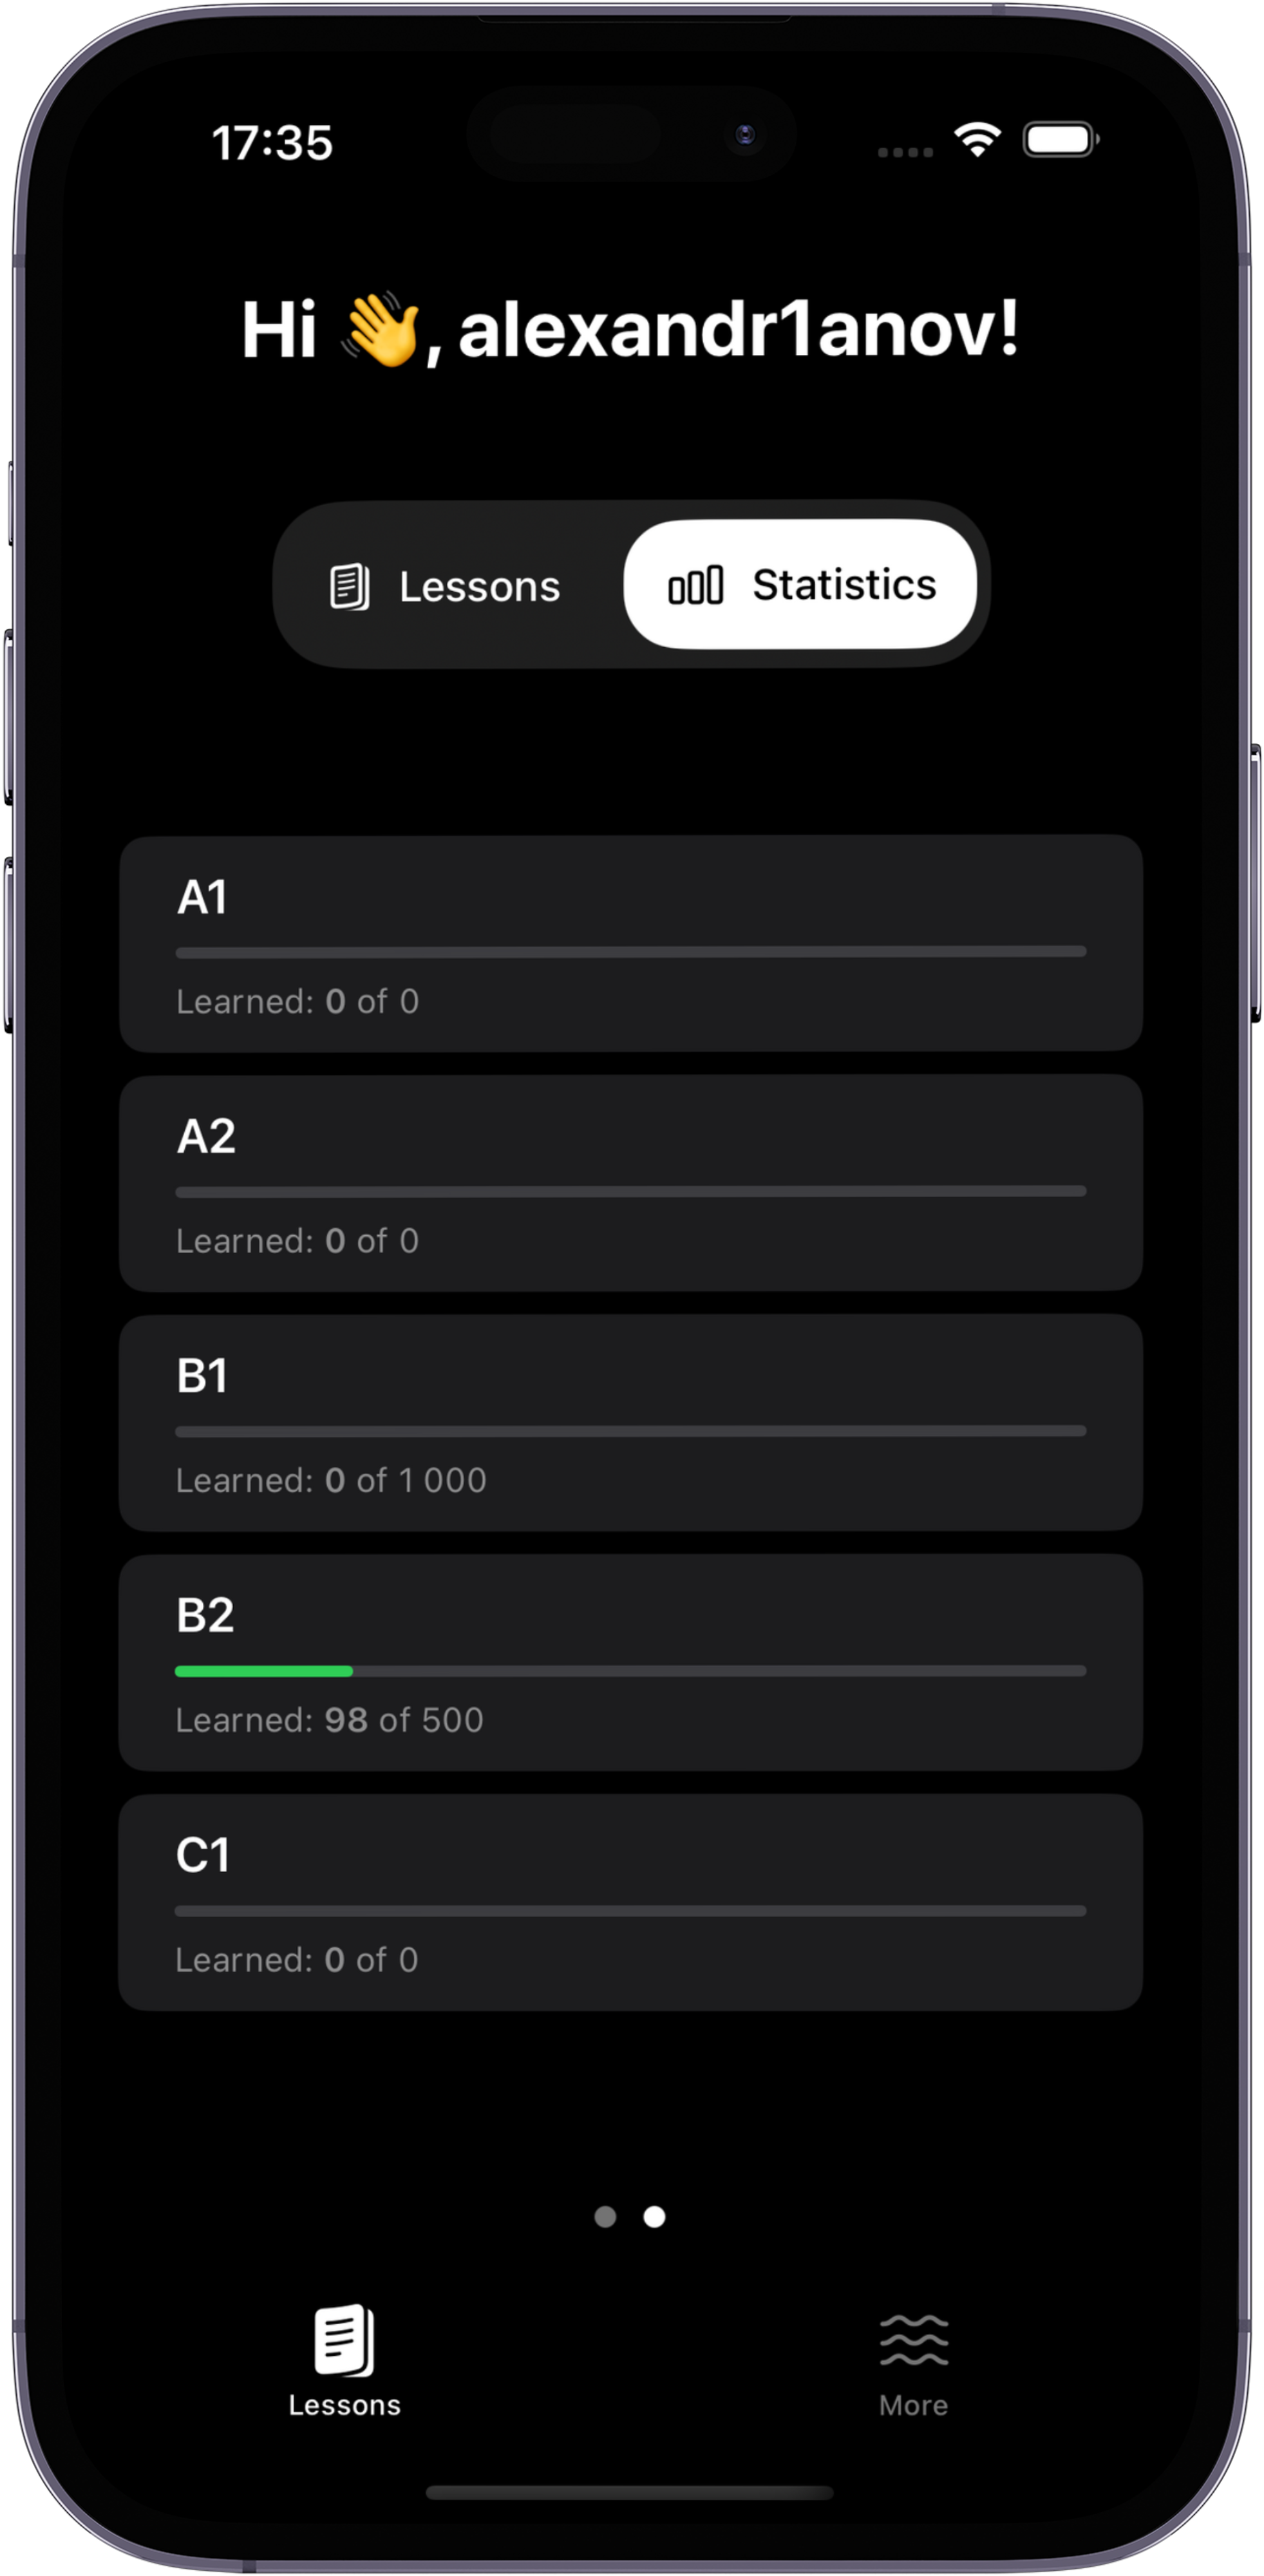 17:35
Hi 👋, alexandr1anov!
Lessons
Statistics
A1
Learned: 0 of 0
A2
Learned: 0 of 0
B1
Learned: 0 of 1 000
B2
Learned: 98 of 500
C1
Learned: 0 of 0
Lessons
More